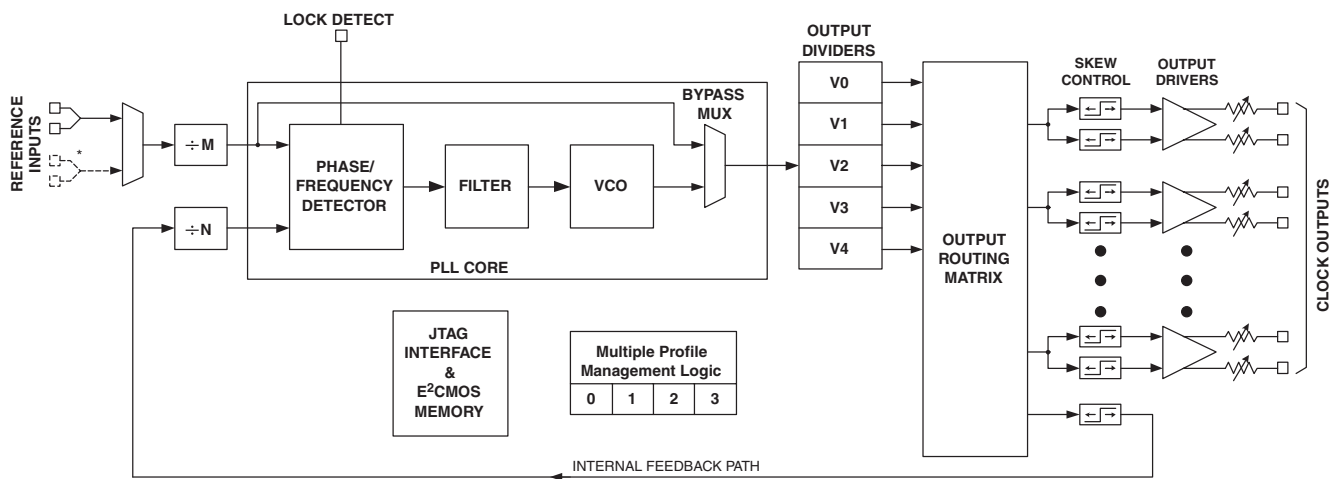 LOCK DETECT
OUTPUT
DIVIDERS
SKEW
CONTROL
OUTPUT
DRIVERS
REFERENCE
INPUTS
*
÷M
÷N
PHASE/
FREQUENCY
DETECTOR
FILTER
VCO
BYPASS
MUX
PLL CORE
V0
V1
V2
V3
V4
OUTPUT
ROUTING
MATRIX
CLOCK OUTPUTS
JTAG
INTERFACE
&
E²CMOS
MEMORY
Multiple Profile
Management Logic
0 1 2 3
INTERNAL FEEDBACK PATH